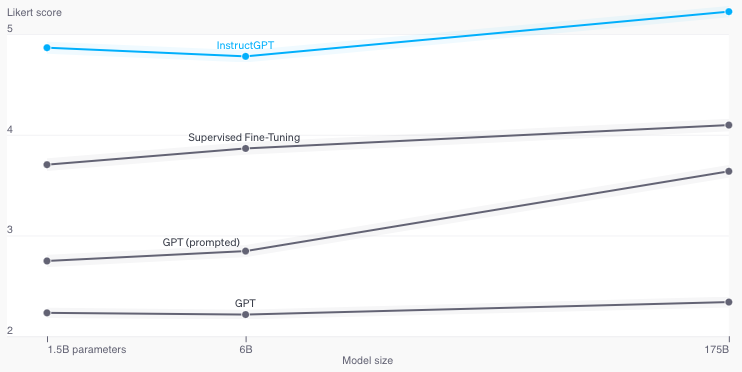 Likert score
5
InstructGPT
4
Supervised Fine-Tuning
3
GPT (prompted)
GPT
2
1.5B parameters 6B 175B
Model size